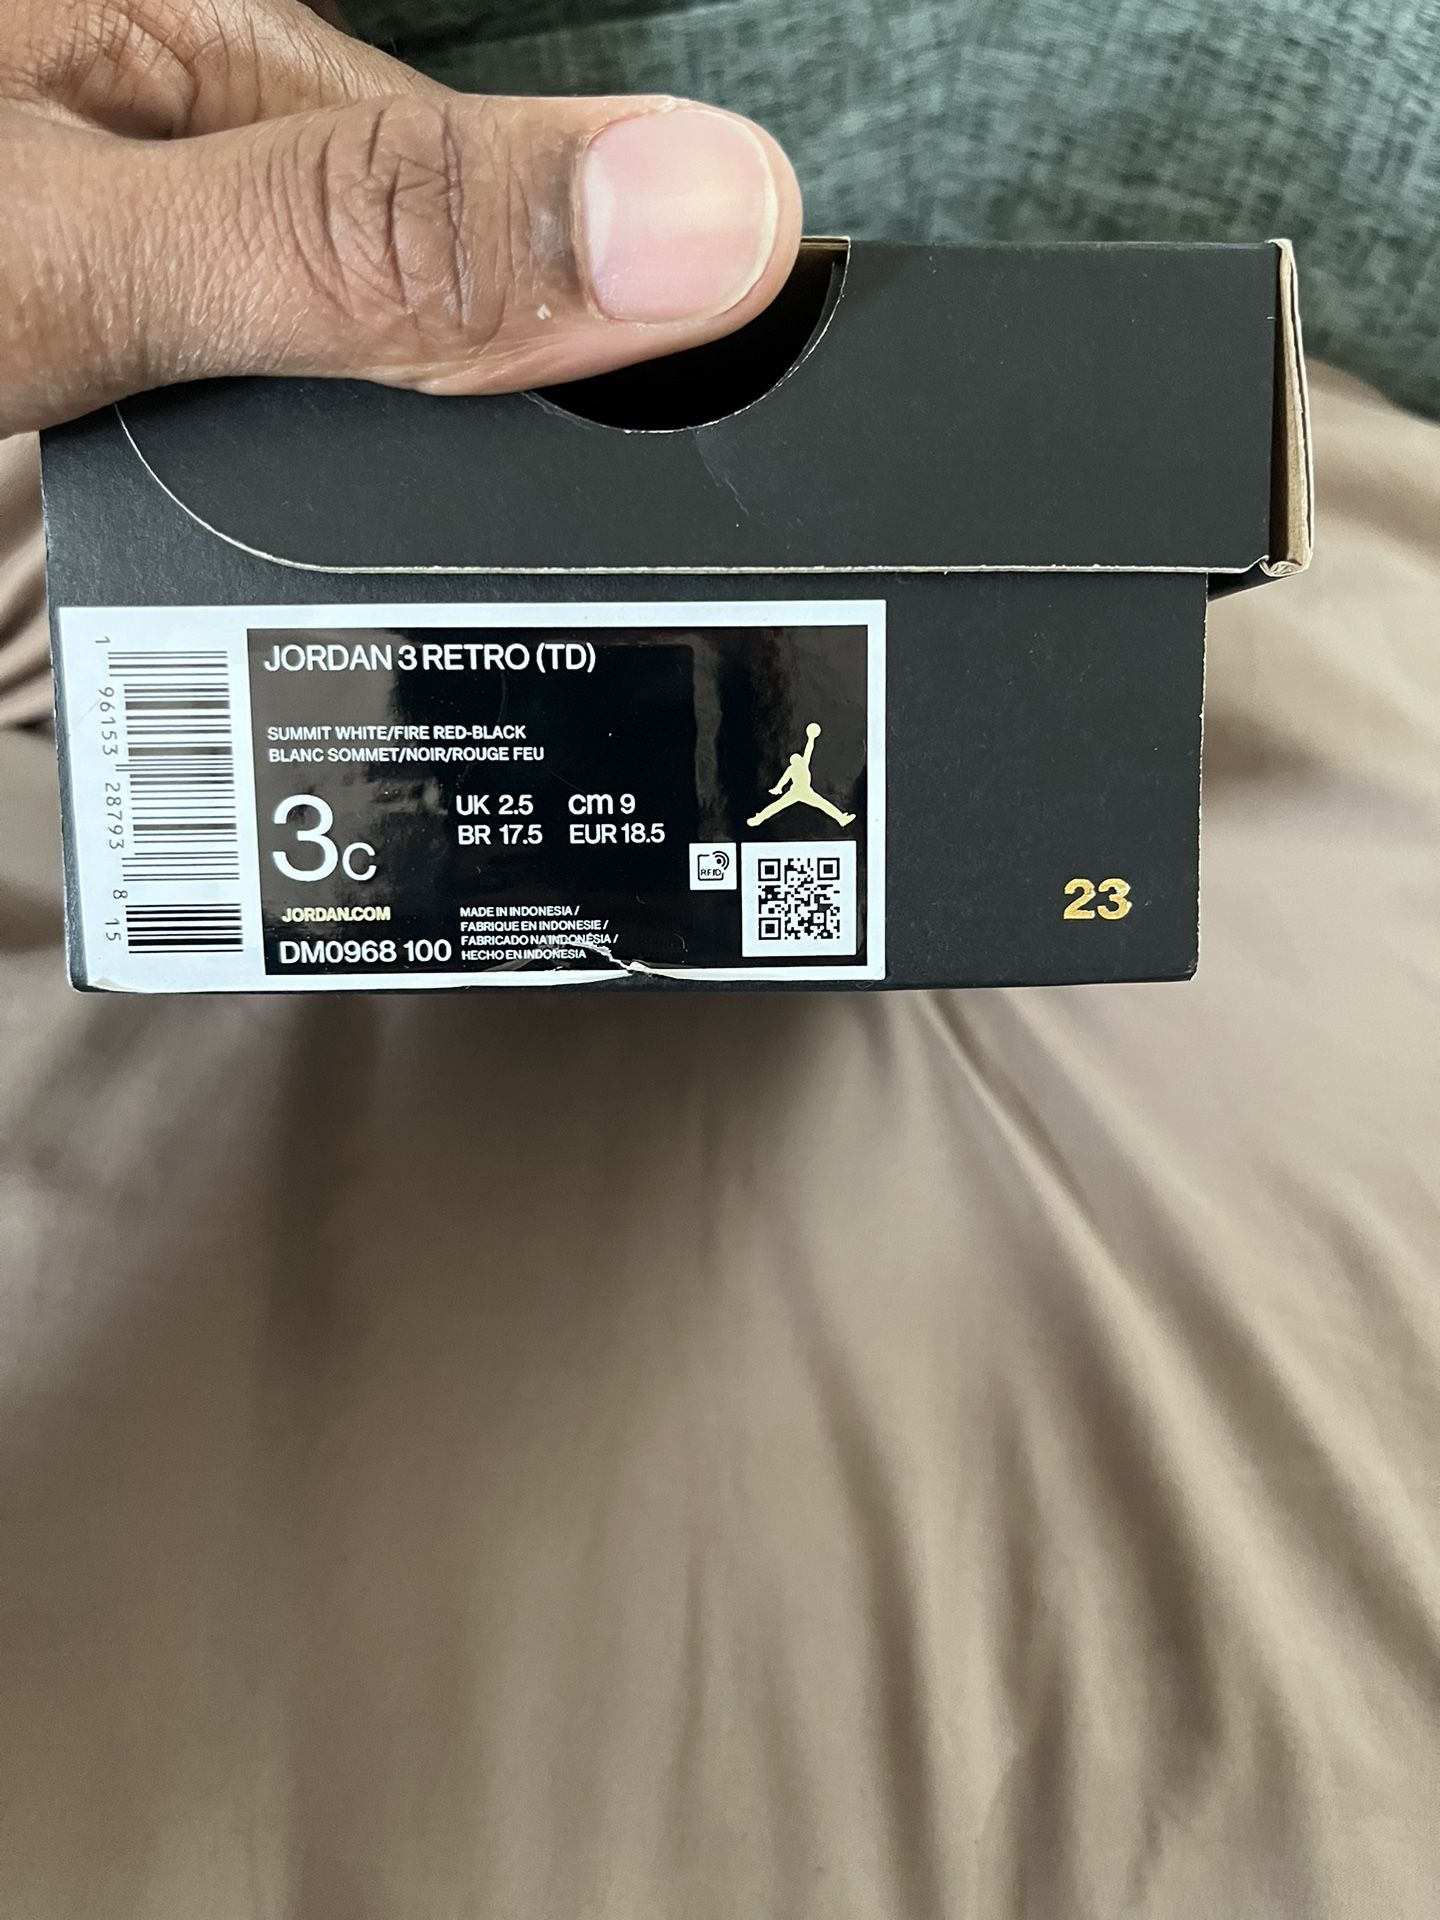 JORDAN 3 RETRO (TD)
SUMMIT WHITE/FIRE RED-BLACK
BLANC SOMMET/NOIR/ROUGE FEU
3C
UK 2.5 cm 9
BR 17.5 EUR 18.5
RFID
JORDAN.COM
DM0968 100
MADE IN INDONESIA /
FABRIQUE EN INDONESIE /
FABRICADO NA INDONÉSIA /
HECHO EN INDONESIA
1 96153 28793 8 15
23